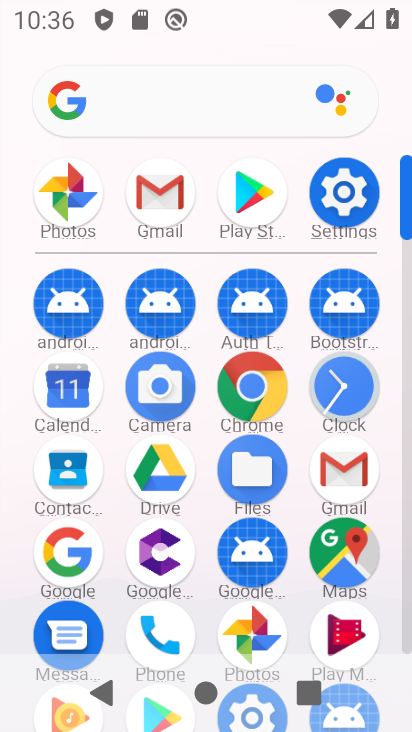 10:36
Photos Gmail Play St... Settings
androi... androi... Auth T... Bootstr...
11
Calend... Camera Chrome Clock
Contac... Drive Files Gmail
Google Google... Google... Maps
Messa... Phone Photos Play M...